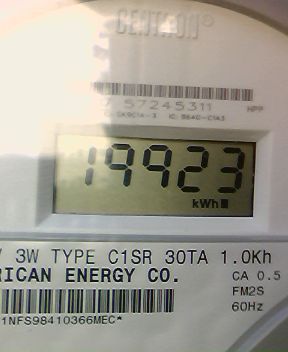 CENTRON®
57245311 HPP
19923
kWh
3W TYPE C1SR 30TA 1.0Kh
RICAN ENERGY CO.
CA 0.5
FM2S
60Hz
1NFS98410366MEC*